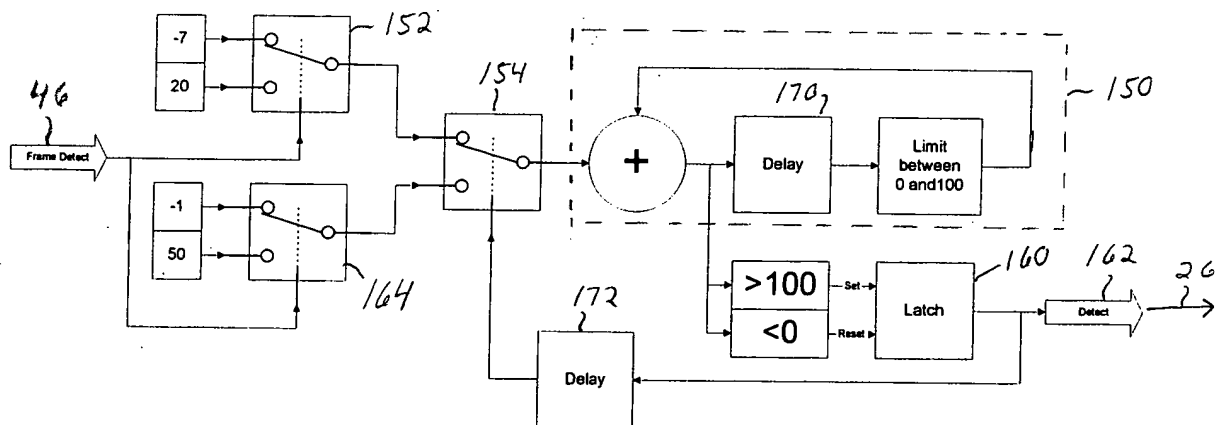 152
-7
20
154
46
Frame Detect
170
150
+
Delay
Limit
between
0 and100
-1
50
164
160
162
26
>100
Set
<0
Reset
Latch
Detect
172
Delay